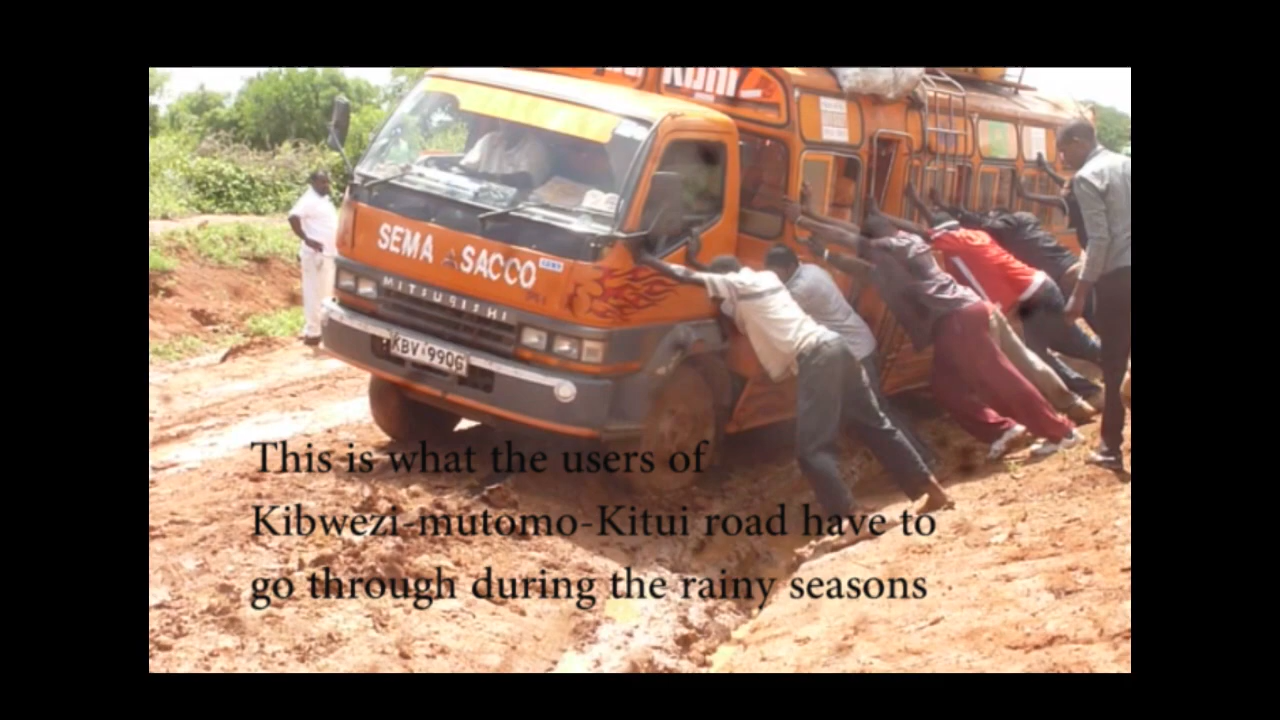 SEMA SACCO
MITSUBISHI
KBV 990G
This is what the users of
Kibwezi-mutomo-Kitui road have to
go through during the rainy seasons